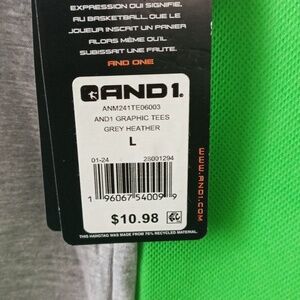 EXPRESSION QUI SIGNIFIE,
AU BASKETBALL, QUE LE
JOUEUR INSCRIT UN PANIER
ALORS MÊME QU'IL
SUBISSAIT UNE FAUTE.
AND ONE
AND1.
ANM241TE06003
AND1 GRAPHIC TEES
GREY HEATHER
L
01-24 28001294
1 96067 54009 9
$10.98
THIS HANGTAG WAS MADE FROM 70% RECYCLED MATERIAL
WWW.AND1.COM